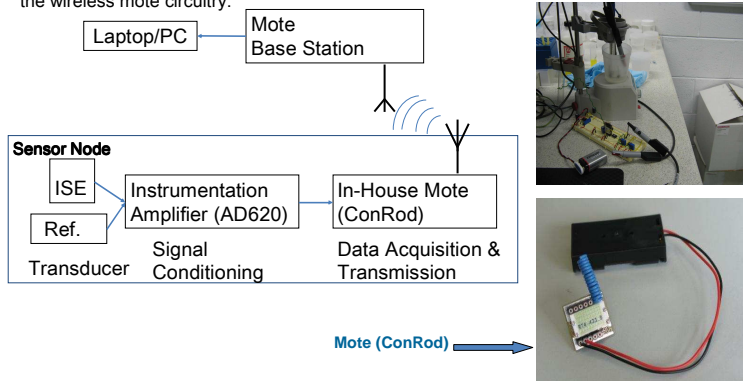 the wireless mote circuitry.
Laptop/PC
Mote
Base Station
Sensor Node
ISE
Ref.
Instrumentation
Amplifier (AD620)
In-House Mote
(ConRod)
Transducer
Signal
Conditioning
Data Acquisition &
Transmission
Mote (ConRod)